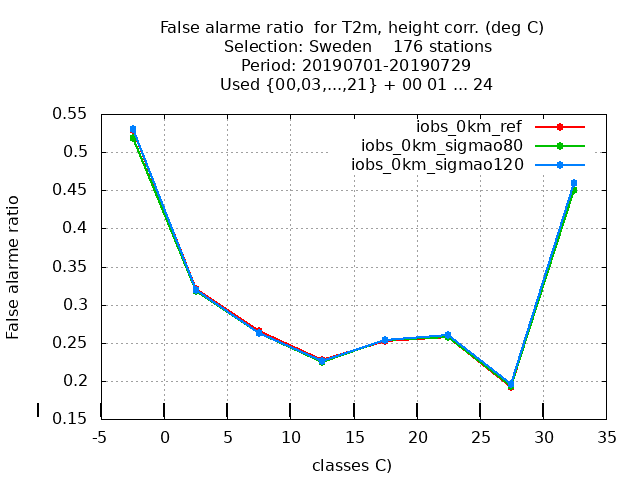 False alarme ratio  for T2m, height corr. (deg C)
Selection: Sweden    176 stations
Period: 20190701-20190729
Used {00,03,...,21} + 00 01 ... 24
iobs_0km_ref
iobs_0km_sigmao80
iobs_0km_sigmao120
False alarme ratio
0.55
0.5
0.45
0.4
0.35
0.3
0.25
0.2
0.15
-5 0 5 10 15 20 25 30 35
classes C)